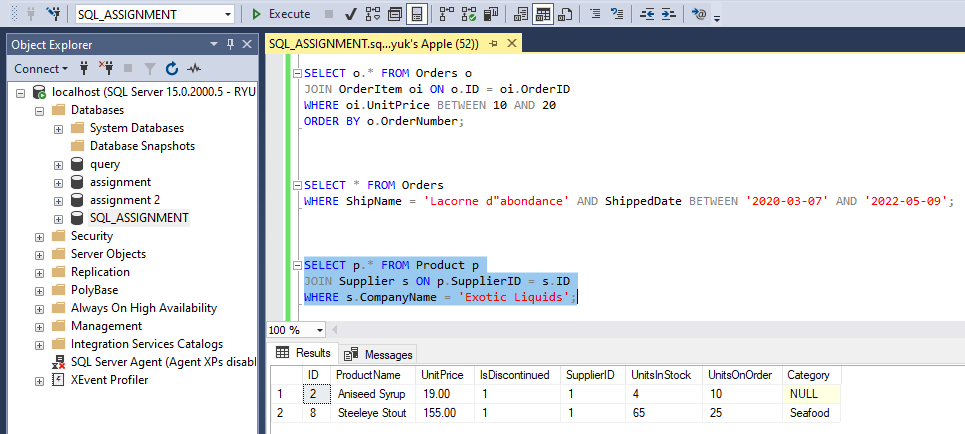 SQL_ASSIGNMENT
Execute
Object Explorer
Connect
localhost (SQL Server 15.0.2000.5 - RYU
Databases
System Databases
Database Snapshots
query
assignment
assignment 2
SQL_ASSIGNMENT
Security
Server Objects
Replication
PolyBase
Always On High Availability
Management
Integration Services Catalogs
SQL Server Agent (Agent XPs disabl
XEvent Profiler
SQL_ASSIGNMENT.sq...yuk's Apple (52))
SELECT o.* FROM Orders o
JOIN OrderItem oi ON o.ID = oi.OrderID
WHERE oi.UnitPrice BETWEEN 10 AND 20
ORDER BY o.OrderNumber;
SELECT * FROM Orders
WHERE ShipName = 'Lacorne d"abondance' AND ShippedDate BETWEEN '2020-03-07' AND '2022-05-09';
SELECT p.* FROM Product p
JOIN Supplier s ON p.SupplierID = s.ID
WHERE s.CompanyName = 'Exotic Liquids';
100 %
Results Messages
ID ProductName UnitPrice IsDiscontinued SupplierID UnitsInStock UnitsOnOrder Category
1 2 Aniseed Syrup 19.00 1 1 4 10 NULL
2 8 Steeleye Stout 155.00 1 1 65 25 Seafood